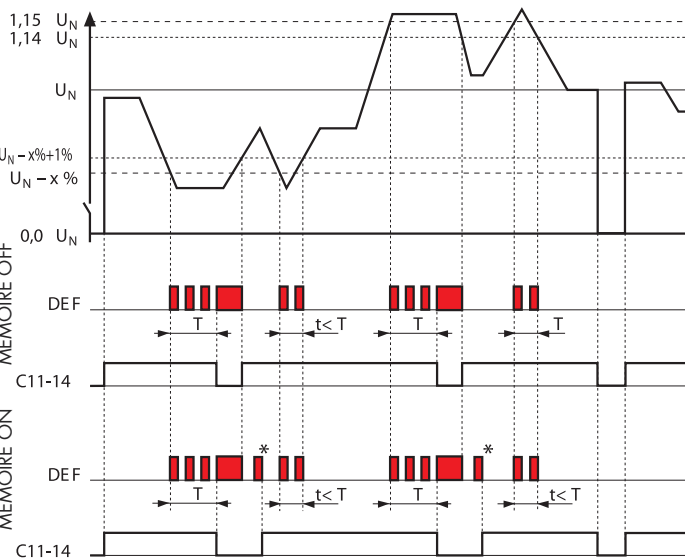 1,15 U_N
1,14 U_N
U_N
U_N – x%+1%
U_N – x %
0,0 U_N
MEMOIRE OFF
DEF
T t< T T T
C11-14
MEMOIRE ON
* *
DEF
T t< T T t< T
C11-14